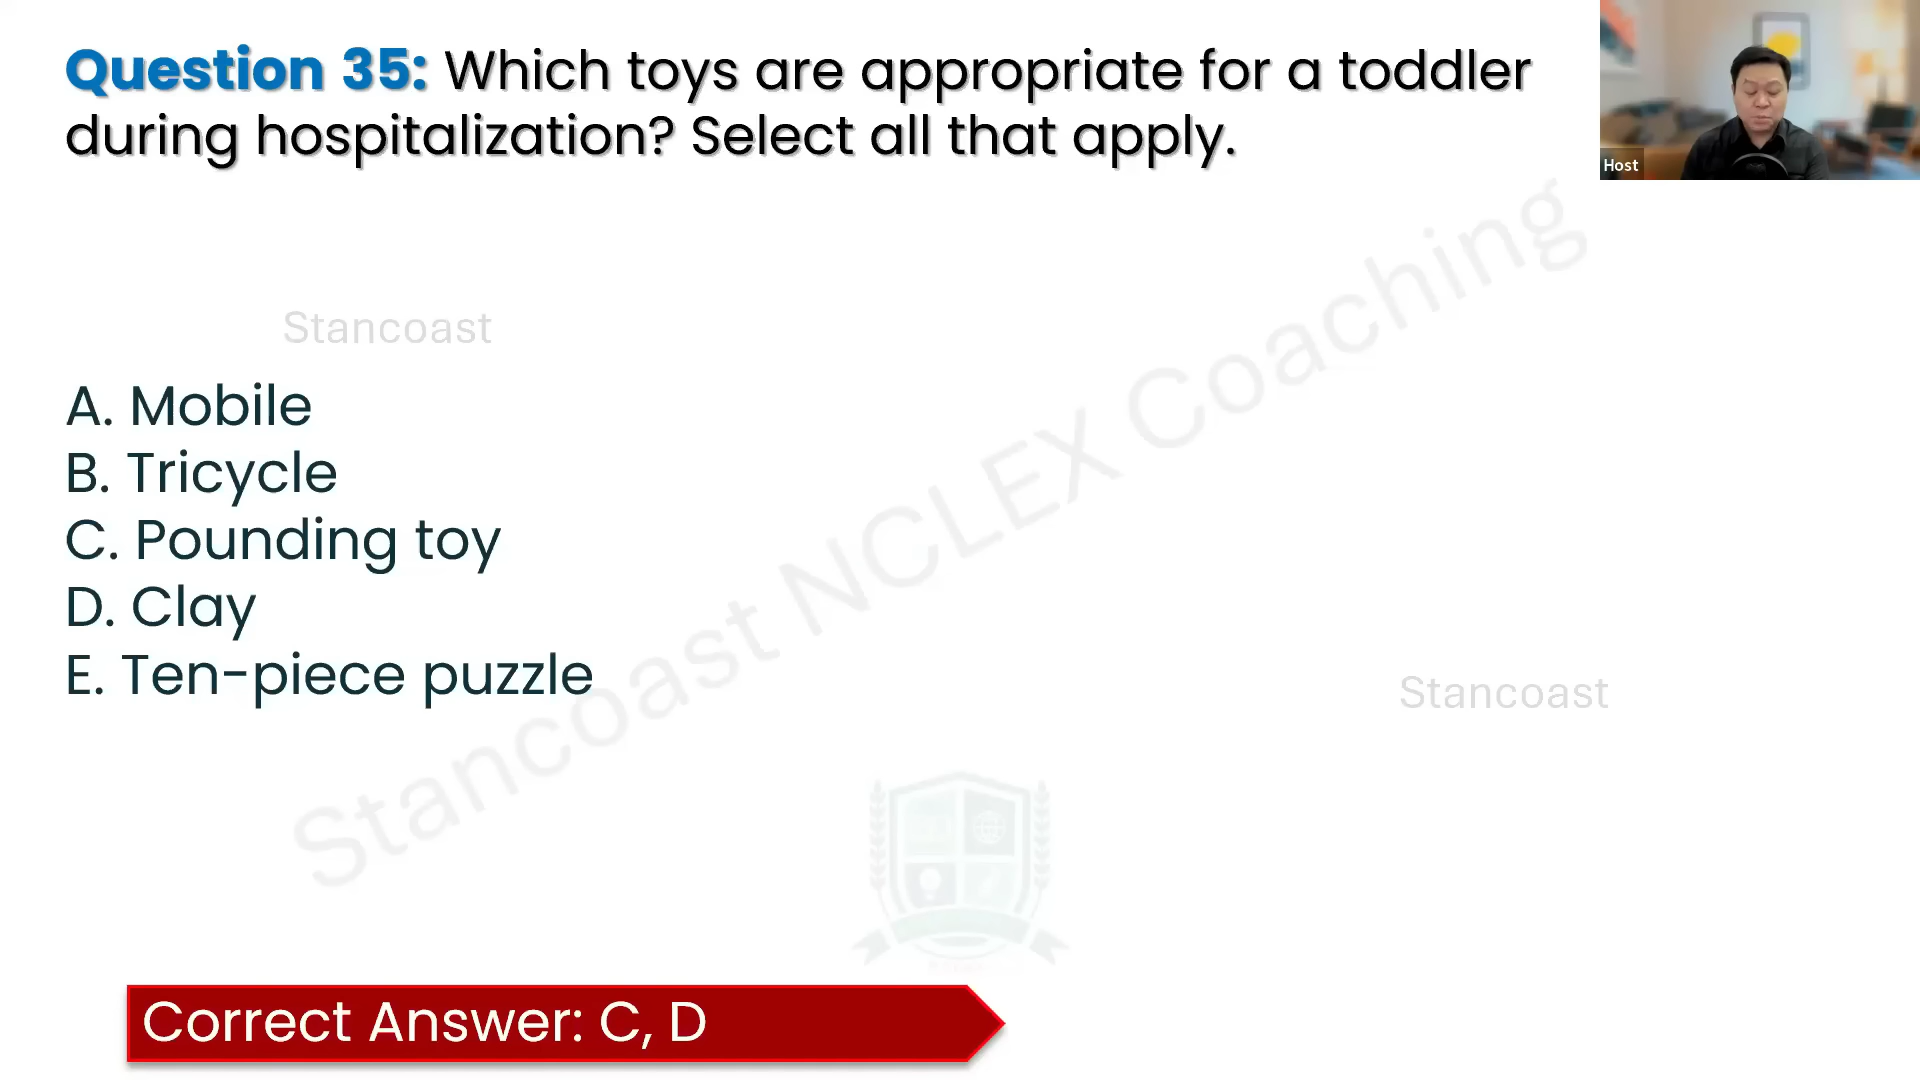 Question 35: Which toys are appropriate for a toddler
during hospitalization? Select all that apply.
Host
Stancoast
A. Mobile
B. Tricycle
C. Pounding toy
D. Clay
E. Ten-piece puzzle
Stancoast NCLEX Coaching
Stancoast
Correct Answer: C, D